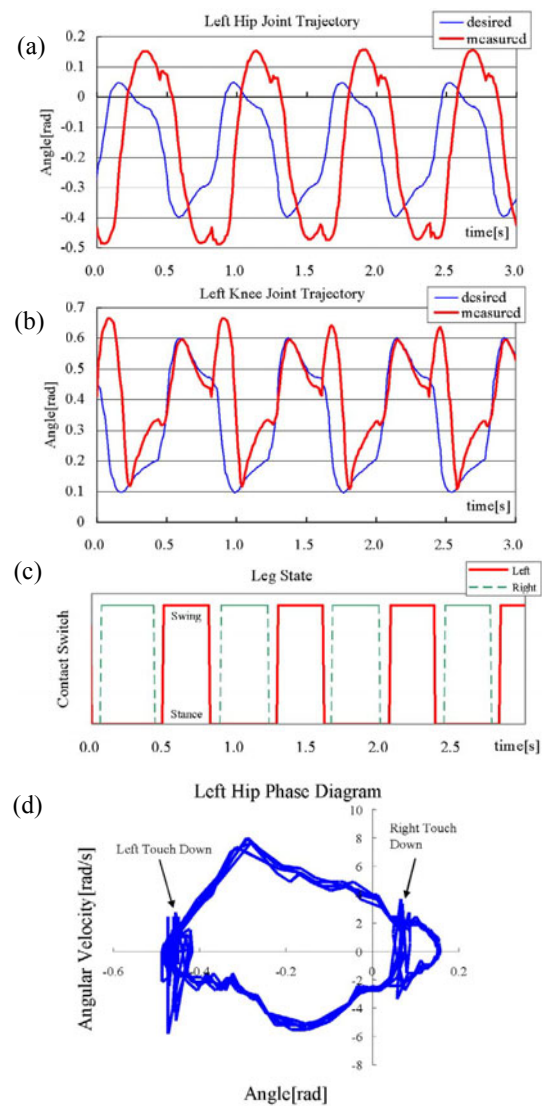 (a)
Left Hip Joint Trajectory
desired
measured
Angle[rad]
0.2
0.1
0
-0.1
-0.2
-0.3
-0.4
-0.5
time[s]
0.0 0.5 1.0 1.5 2.0 2.5 3.0
(b)
Left Knee Joint Trajectory
desired
measured
Angle[rad]
0.7
0.6
0.5
0.4
0.3
0.2
0.1
0
time[s]
0.0 0.5 1.0 1.5 2.0 2.5 3.0
(c)
Leg State
Left
Right
Contact Switch
Swing
Stance
0.0 0.5 1.0 1.5 2.0 2.5 time[s]
(d)
Left Hip Phase Diagram
Angular Velocity[rad/s]
Left Touch Down
Right Touch
Down
10
8
6
4
2
0
-2
-4
-6
-8
-0.6 -0.4 -0.2 0 0.2
Angle[rad]